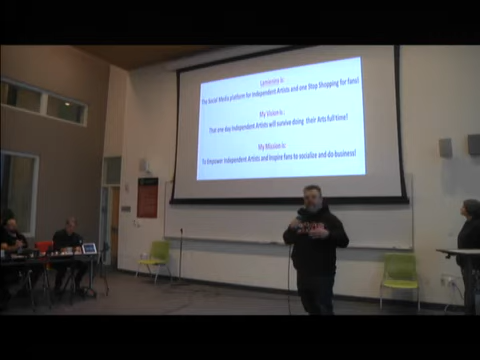 Lemonica is
The Social Media platform for Independent Artists and one Stop Shopping for fans!
My Vision is :
That one day Independent Artists will survive doing their Arts full time!
My Mission is:
To Empower Independent Artists and Inspire fans to socialize and do business!